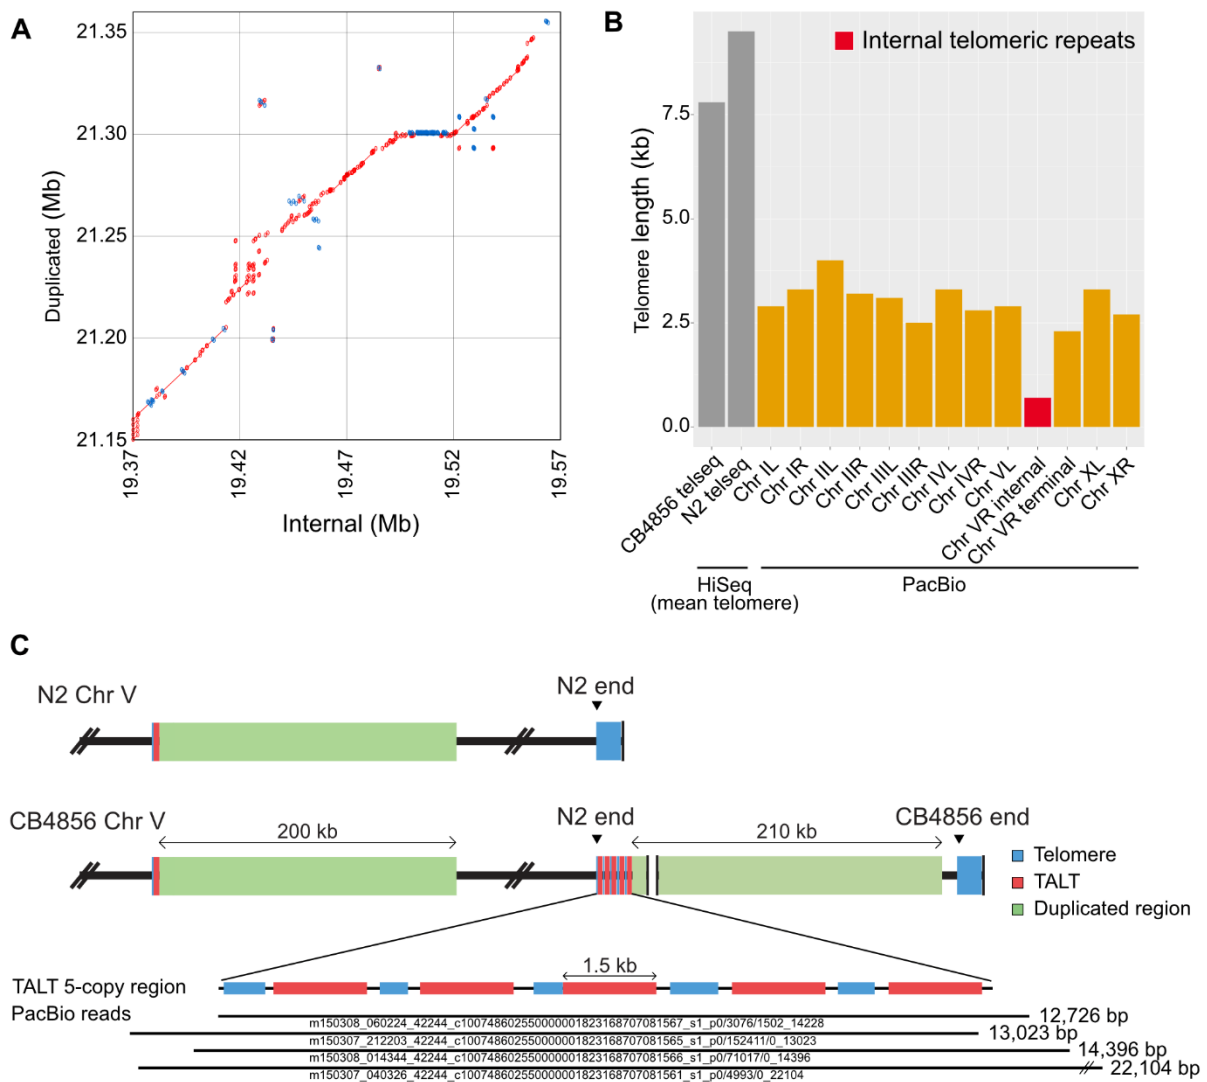 A
21.35
21.30
21.25
21.20
21.15
Duplicated (Mb)
19.37
19.42
19.47
19.52
19.57
Internal (Mb)
B
Internal telomeric repeats
7.5
5.0
2.5
0.0
Telomere length (kb)
CB4856 telseq
N2 telseq
Chr IL
Chr IR
Chr IIL
Chr IIR
Chr IIIL
Chr IIIR
Chr IVL
Chr IVR
Chr VL
Chr VR internal
Chr VR terminal
Chr XL
Chr XR
HiSeq
(mean telomere)
PacBio
C
N2 Chr V
N2 end
CB4856 Chr V
200 kb
N2 end
210 kb
CB4856 end
Telomere
TALT
Duplicated region
TALT 5-copy region
1.5 kb
PacBio reads
12,726 bp
m150308_060224_42244_c100748602550000001823168707081567_s1_p0/3076/1502_14228
13,023 bp
m150307_212203_42244_c100748602550000001823168707081565_s1_p0/152411/0_13023
14,396 bp
m150308_014344_42244_c100748602550000001823168707081566_s1_p0/71017/0_14396
22,104 bp
m150307_040326_42244_c100748602550000001823168707081561_s1_p0/4993/0_22104